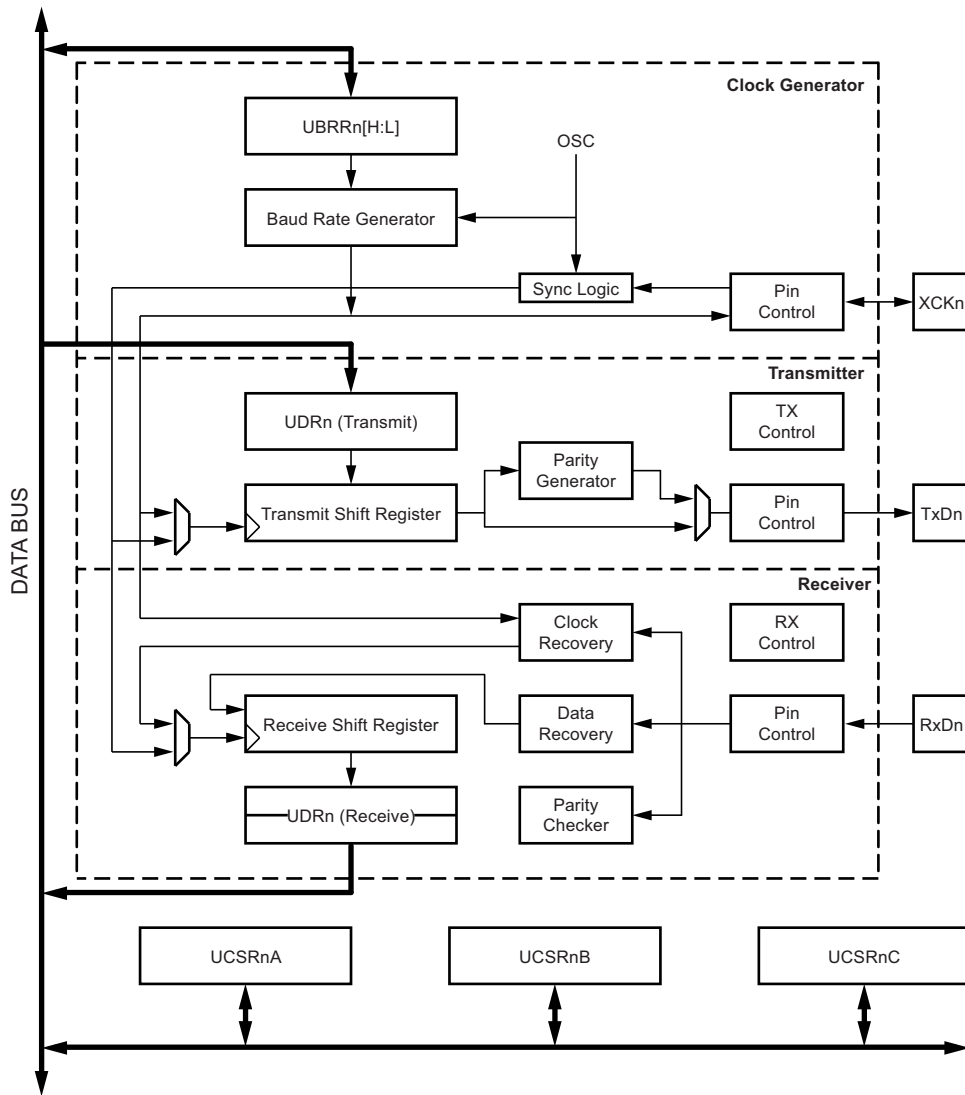 Clock Generator
UBRRn[H:L]
OSC
Baud Rate Generator
Sync Logic
Pin
Control
XCKn
Transmitter
UDRn (Transmit)
TX
Control
Parity
Generator
Transmit Shift Register
Pin
Control
TxDn
DATA BUS
Receiver
Clock
Recovery
RX
Control
Receive Shift Register
Data
Recovery
Pin
Control
RxDn
UDRn (Receive)
Parity
Checker
UCSRnA
UCSRnB
UCSRnC